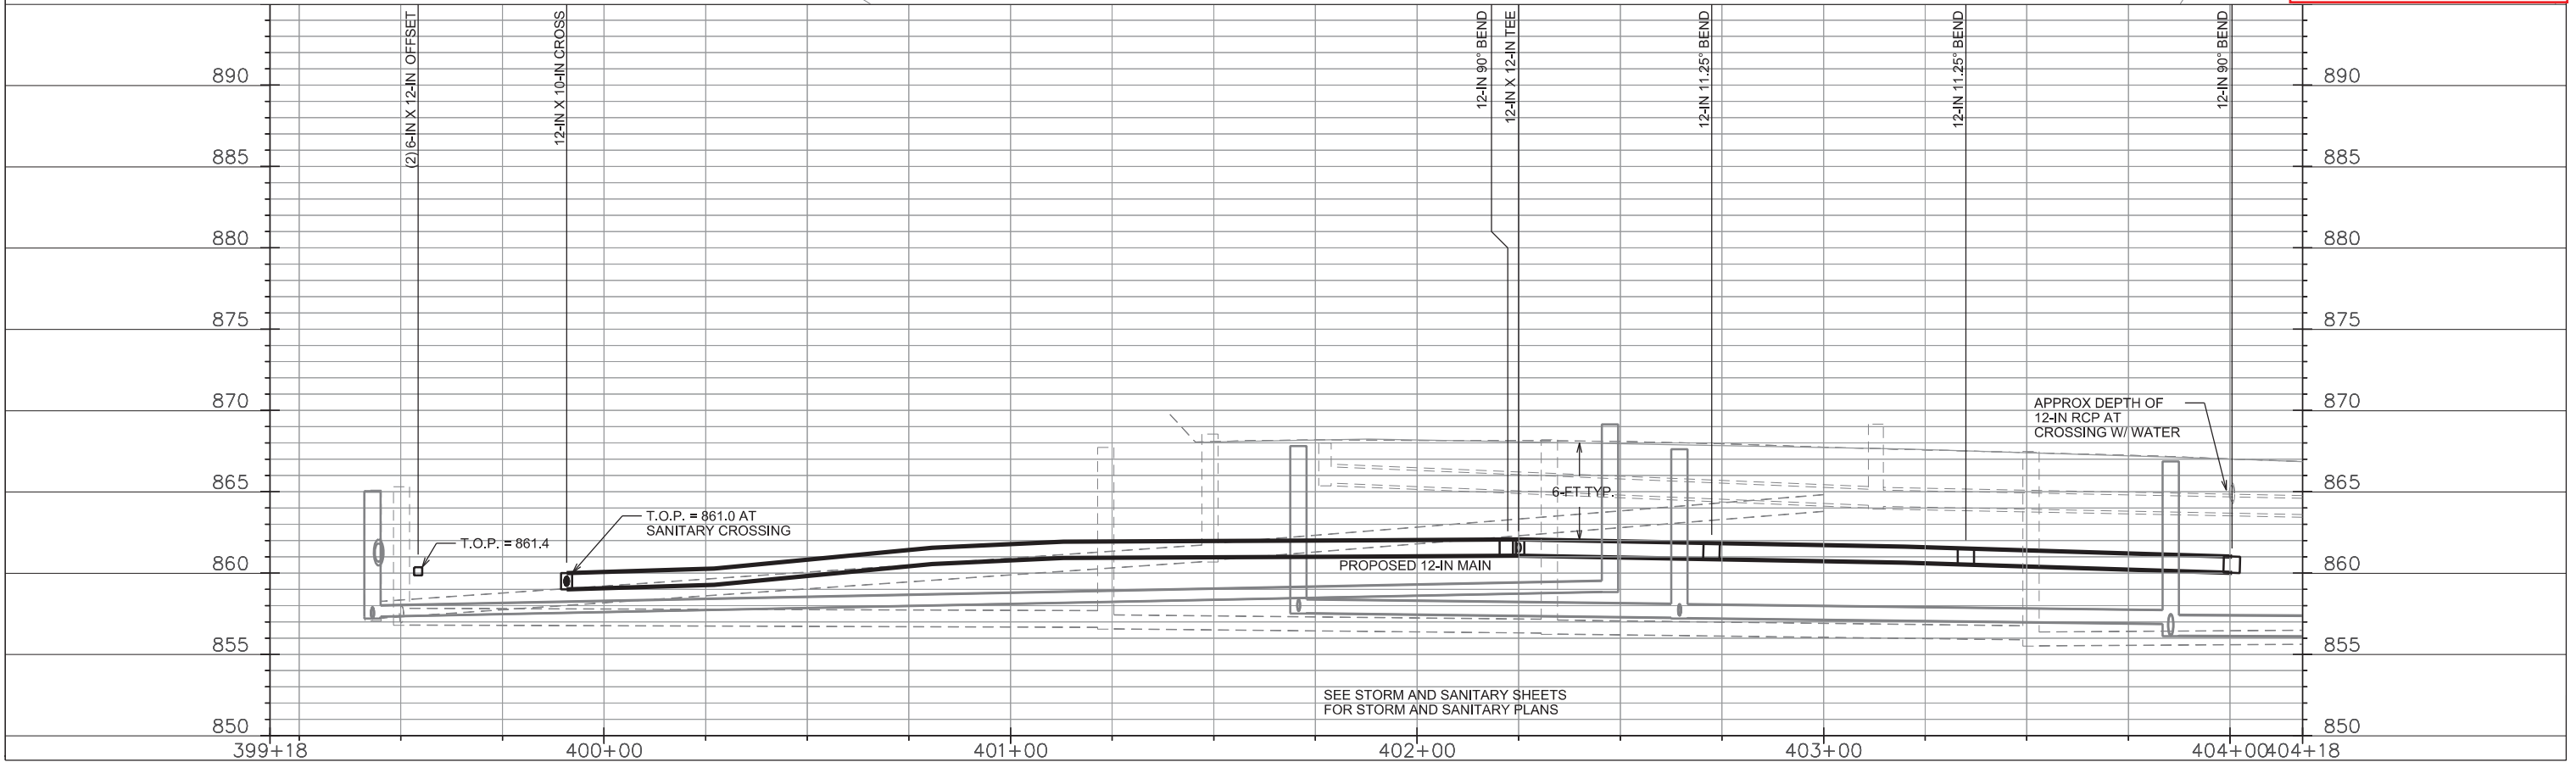 (2) 6-IN X 12-IN OFFSET
12-IN X 10-IN CROSS
12-IN 90° BEND
12-IN X 12-IN TEE
12-IN 11.25° BEND
12-IN 11.25° BEND
12-IN 90° BEND
890
890
885
885
880
880
875
875
870
870
APPROX DEPTH OF
12-IN RCP AT
CROSSING W/ WATER
865
865
6-FT TYP.
T.O.P. = 861.0 AT
SANITARY CROSSING
T.O.P. = 861.4
860
860
PROPOSED 12-IN MAIN
855
855
SEE STORM AND SANITARY SHEETS
FOR STORM AND SANITARY PLANS
850
850
399+18
400+00
401+00
402+00
403+00
404+00
404+18